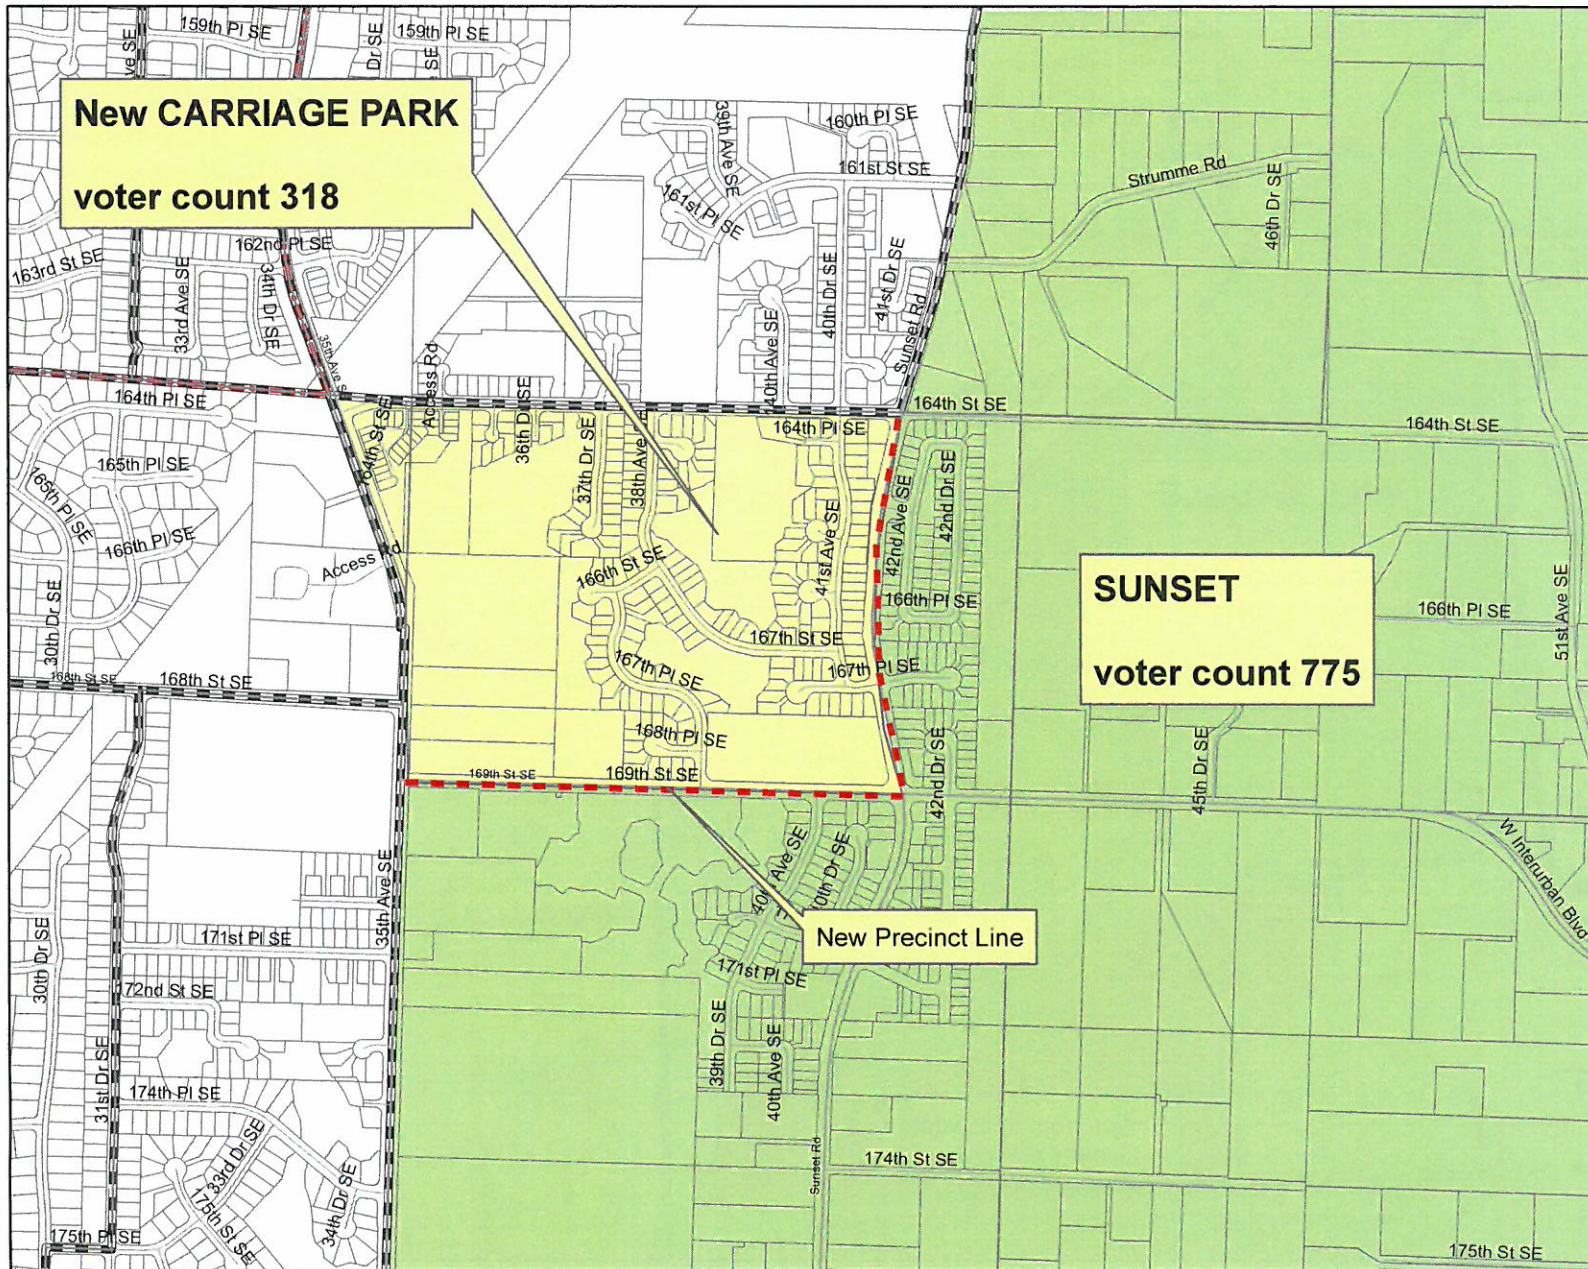 159th Pl SE
159th Pl SE
ve SE
Dr SE
SE
New CARRIAGE PARK
voter count 318
39th Ave SE
160th Pl SE
161st St SE
161st Pl SE
Strumme Rd
46th Dr SE
162nd Pl SE
163rd St SE
33rd Ave SE
34th Dr SE
35th Ave S
40th Dr SE
41st Dr SE
Sunset Rd
140th Ave SE
Access Rd
164th Pl SE
164th St SE
36th Dr SE
37th Dr SE
38th Ave
164th Pl SE
164th St SE
164th St SE
165th Pl SE
165th Pl SE
166th Pl SE
Access Rd
30th Dr SE
166th St SE
41st Ave SE
42nd Ave SE
42nd Dr SE
166th Pl SE
SUNSET
voter count 775
166th Pl SE
51st Ave SE
167th St SE
167th Pl SE
167th Pl SE
168th St SE
168th St SE
168th Pl SE
169th St SE
169th St SE
42nd Dr SE
45th Dr SE
W Interurban Blvd
35th Ave SE
40th Ave SE
40th Dr SE
New Precinct Line
30th Dr SE
171st Pl SE
171st Pl SE
172nd St SE
39th Dr SE
40th Ave SE
31st Dr SE
174th Pl SE
33rd Dr SE
34th Dr SE
175th St SE
175th Pl SE
Sunset Rd
174th St SE
175th St SE